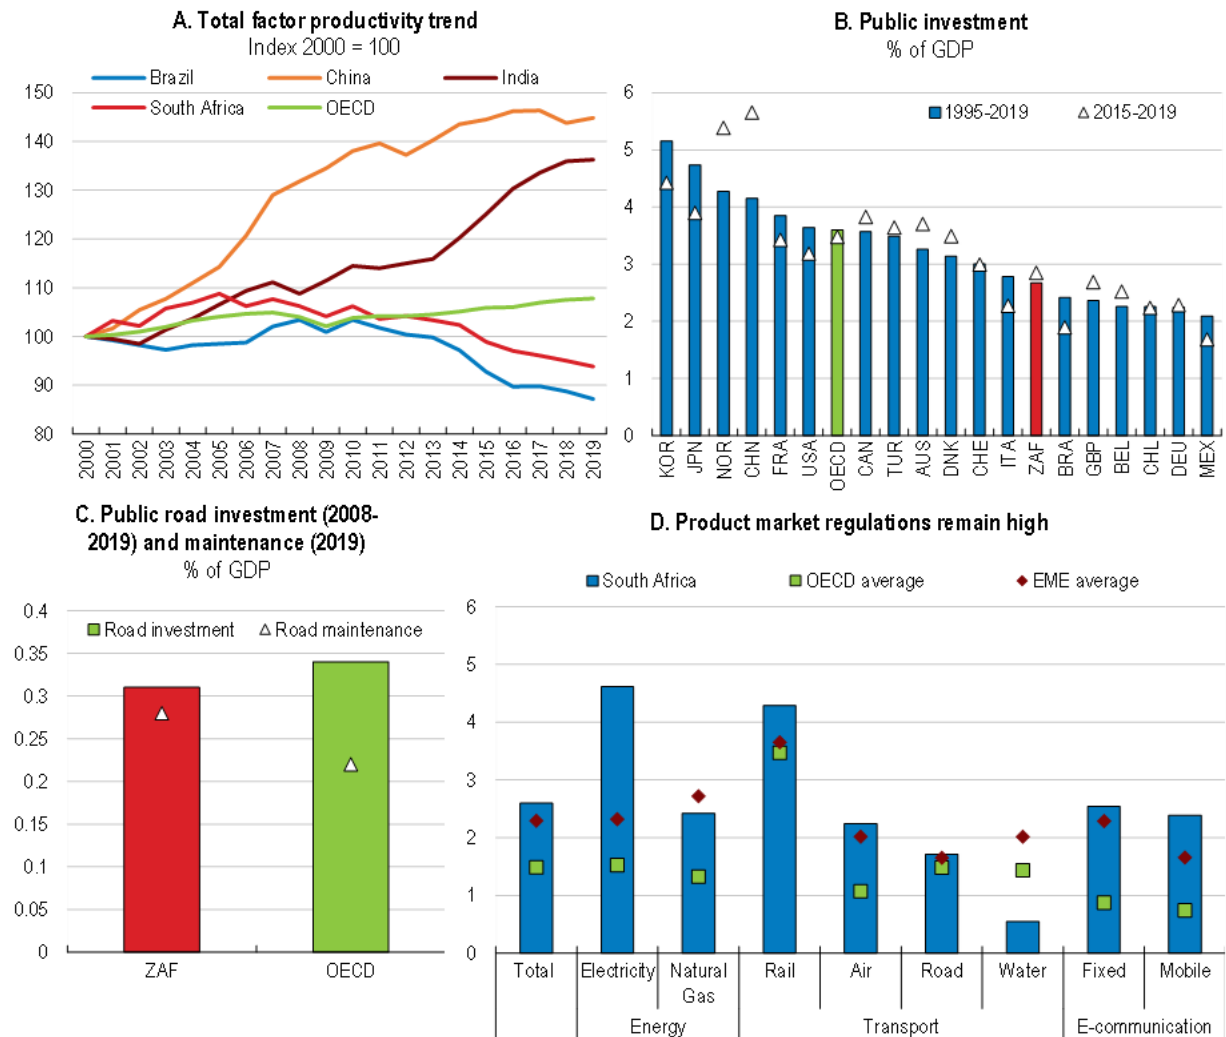 A. Total factor productivity trend
Index 2000 = 100
Brazil China India
South Africa OECD
150
140
130
120
110
100
90
80
2000 2001 2002 2003 2004 2005 2006 2007 2008 2009 2010 2011 2012 2013 2014 2015 2016 2017 2018 2019
B. Public investment
% of GDP
1995-2019 2015-2019
6
5
4
3
2
1
0
KOR JPN NOR CHN FRA USA OECD CAN TUR AUS DNK CHE ITA ZAF BRA GBP BEL CHL DEU MEX
C. Public road investment (2008-
2019) and maintenance (2019)
% of GDP
Road investment Road maintenance
0.4
0.35
0.3
0.25
0.2
0.15
0.1
0.05
0
ZAF OECD
D. Product market regulations remain high
South Africa OECD average EME average
6
5
4
3
2
1
0
Total Electricity Natural Rail Air Road Water Fixed Mobile
Gas
Energy Transport E-communication